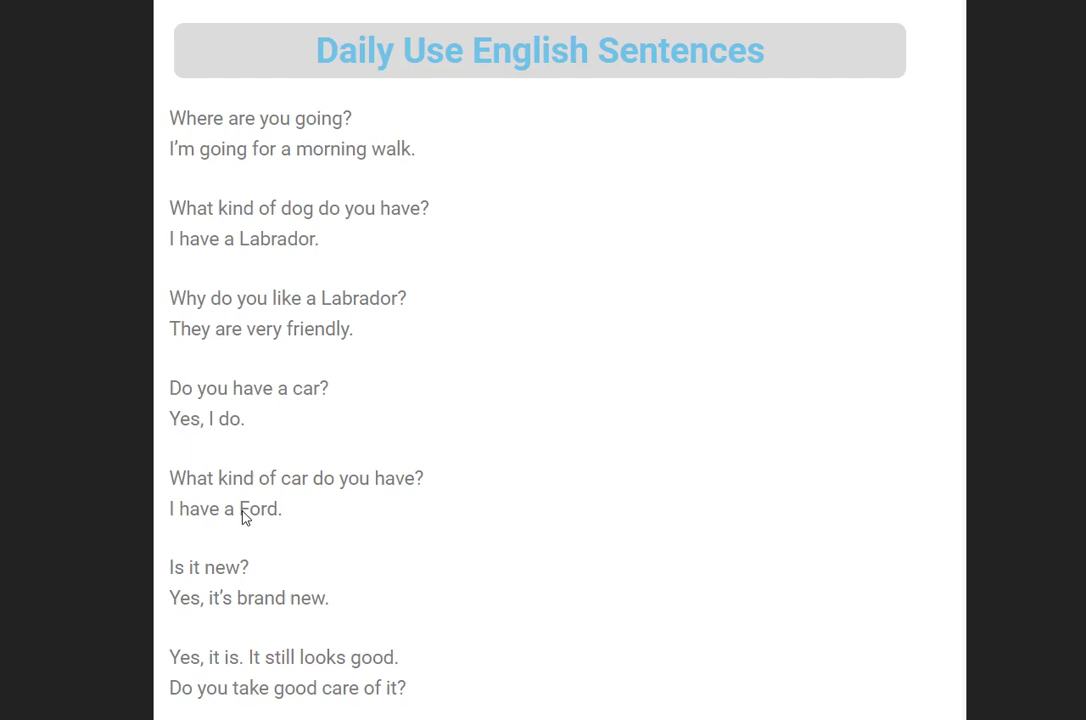 Daily Use English Sentences
Where are you going?
I’m going for a morning walk.
What kind of dog do you have?
I have a Labrador.
Why do you like a Labrador?
They are very friendly.
Do you have a car?
Yes, I do.
What kind of car do you have?
I have a Ford.
Is it new?
Yes, it’s brand new.
Yes, it is. It still looks good.
Do you take good care of it?